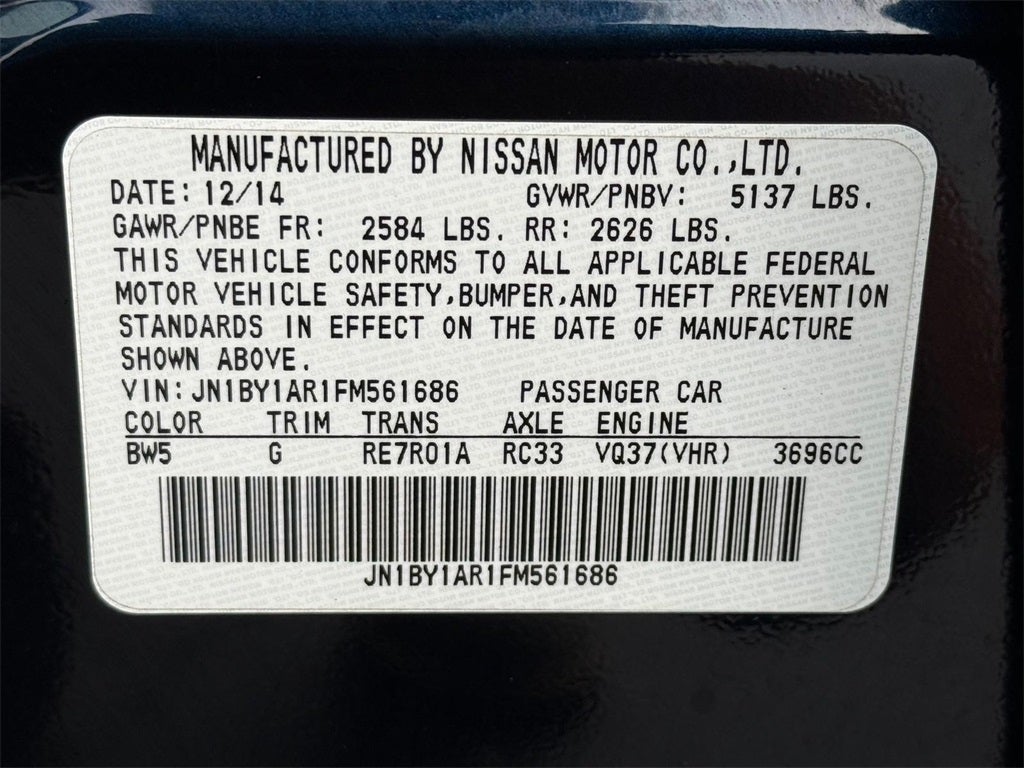 MANUFACTURED BY NISSAN MOTOR CO.,LTD.
DATE: 12/14 GVWR/PNBV: 5137 LBS.
GAWR/PNBE FR: 2584 LBS. RR: 2626 LBS.
THIS VEHICLE CONFORMS TO ALL APPLICABLE FEDERAL
MOTOR VEHICLE SAFETY,BUMPER,AND THEFT PREVENTION
STANDARDS IN EFFECT ON THE DATE OF MANUFACTURE
SHOWN ABOVE.
VIN:JN1BY1AR1FM561686 PASSENGER CAR
COLOR TRIM TRANS AXLE ENGINE
BW5 G RE7R01A RC33 VQ37(VHR) 3696CC
JN1BY1AR1FM561686